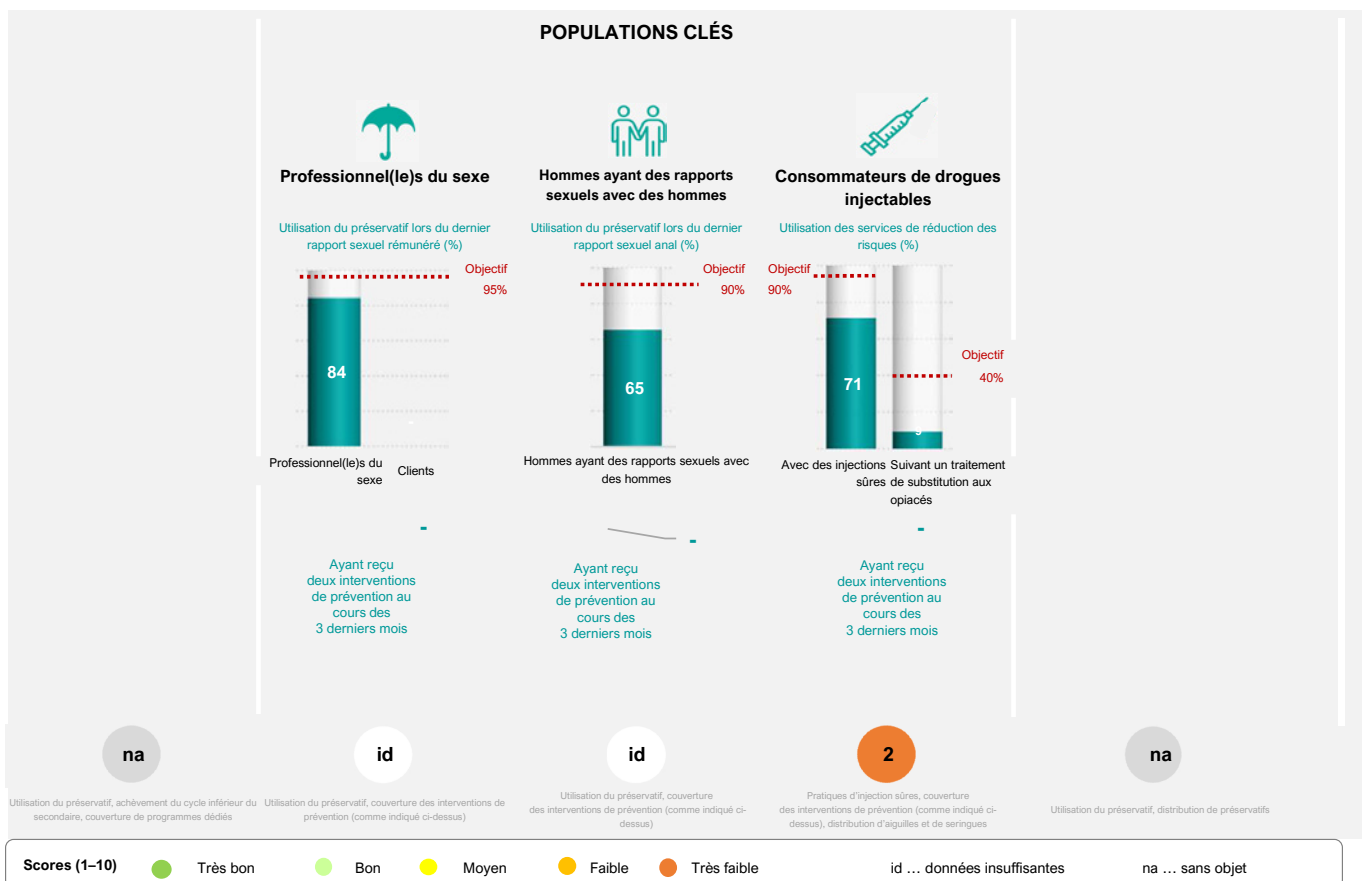 POPULATIONS CLÉS
Professionnel(le)s du sexe
Utilisation du préservatif lors du dernier
rapport sexuel rémunéré (%)
Objectif
95%
84
-
Professionnel(le)s du
sexe
Clients
-
Ayant reçu
deux interventions
de prévention au
cours des
3 derniers mois
Hommes ayant des rapports
sexuels avec des hommes
Utilisation du préservatif lors du dernier
rapport sexuel anal (%)
Objectif
90%
65
Hommes ayant des rapports sexuels avec
des hommes
-
Ayant reçu
deux interventions
de prévention au
cours des
3 derniers mois
Consommateurs de drogues
injectables
Utilisation des services de réduction des
risques (%)
Objectif
90%
71
Objectif
40%
9
Avec des injections
sûres
Suivant un traitement
de substitution aux
opiacés
-
Ayant reçu
deux interventions
de prévention au
cours des
3 derniers mois
na
Utilisation du préservatif, achèvement du cycle inférieur du
secondaire, couverture de programmes dédiés
id
Utilisation du préservatif, couverture des interventions de
prévention (comme indiqué ci-dessus)
id
Utilisation du préservatif, couverture
des interventions de prévention (comme indiqué ci-
dessus)
2
Pratiques d'injection sûres, couverture
des interventions de prévention (comme indiqué ci-
dessus), distribution d'aiguilles et de seringues
na
Utilisation du préservatif, distribution de préservatifs
Scores (1–10) Très bon Bon Moyen Faible Très faible id … données insuffisantes na … sans objet